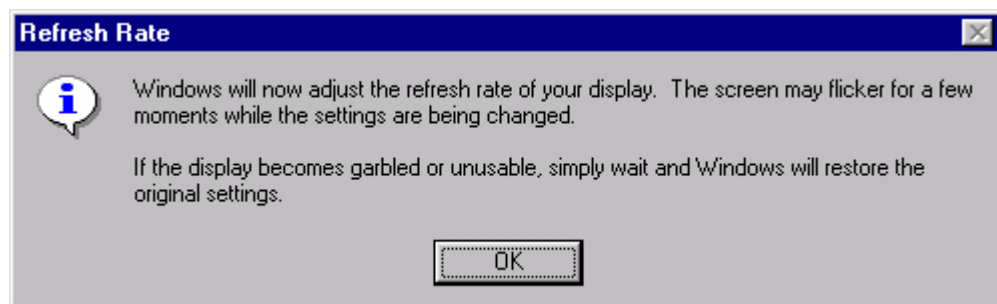 Refresh Rate
Windows will now adjust the refresh rate of your display.  The screen may flicker for a few
moments while the settings are being changed.
If the display becomes garbled or unusable, simply wait and Windows will restore the
original settings.
OK